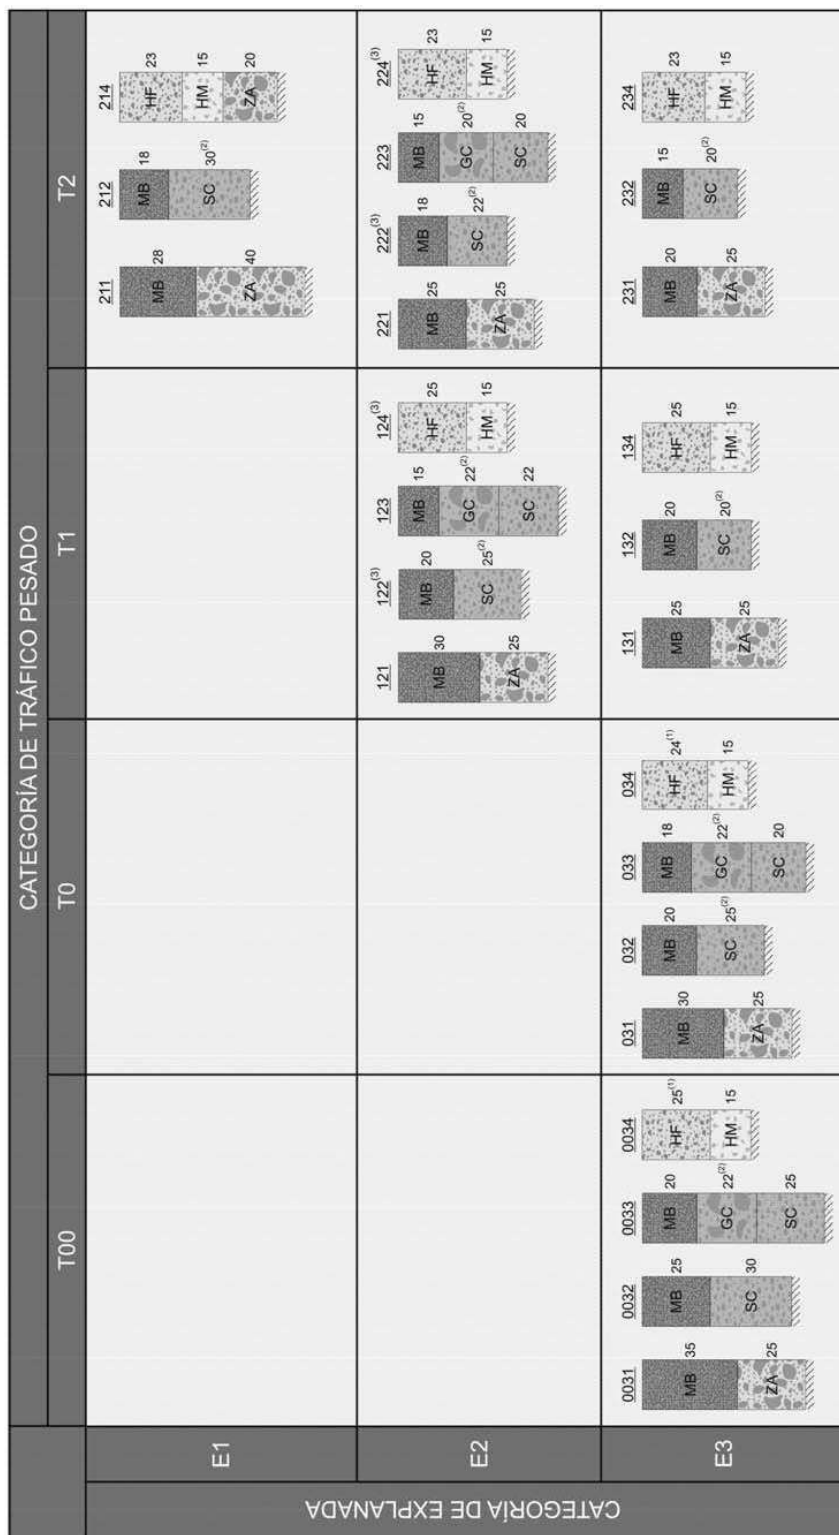 CATEGORÍA DE TRÁFICO PESADO
T00
T0
T1
T2
CATEGORÍA DE EXPLANADA
E1
211
MB 28
ZA 40
212
MB 18
SC 30(2)
214
HF 23
HM 15
ZA 20
E2
121
MB 30
ZA 25
122(3)
MB 20
SC 25(2)
123
MB 15
GC 22(2)
SC 22
124(3)
HF 25
HM 15
221
MB 25
ZA 25
222(3)
MB 18
SC 22(2)
223
MB 15
GC 20(2)
SC 20
224(3)
HF 23
HM 15
E3
0031
MB 35
ZA 25
0032
MB 25
SC 30
0033
MB 20
GC 22(2)
SC 25
0034
HF 25(1)
HM 15
031
MB 30
ZA 25
032
MB 20
SC 25(2)
033
MB 18
GC 22(2)
SC 20
034
HF 24(1)
HM 15
131
MB 25
ZA 25
132
MB 20
SC 20(2)
134
HF 25
HM 15
231
MB 20
ZA 25
232
MB 15
SC 20(2)
234
HF 23
HM 15